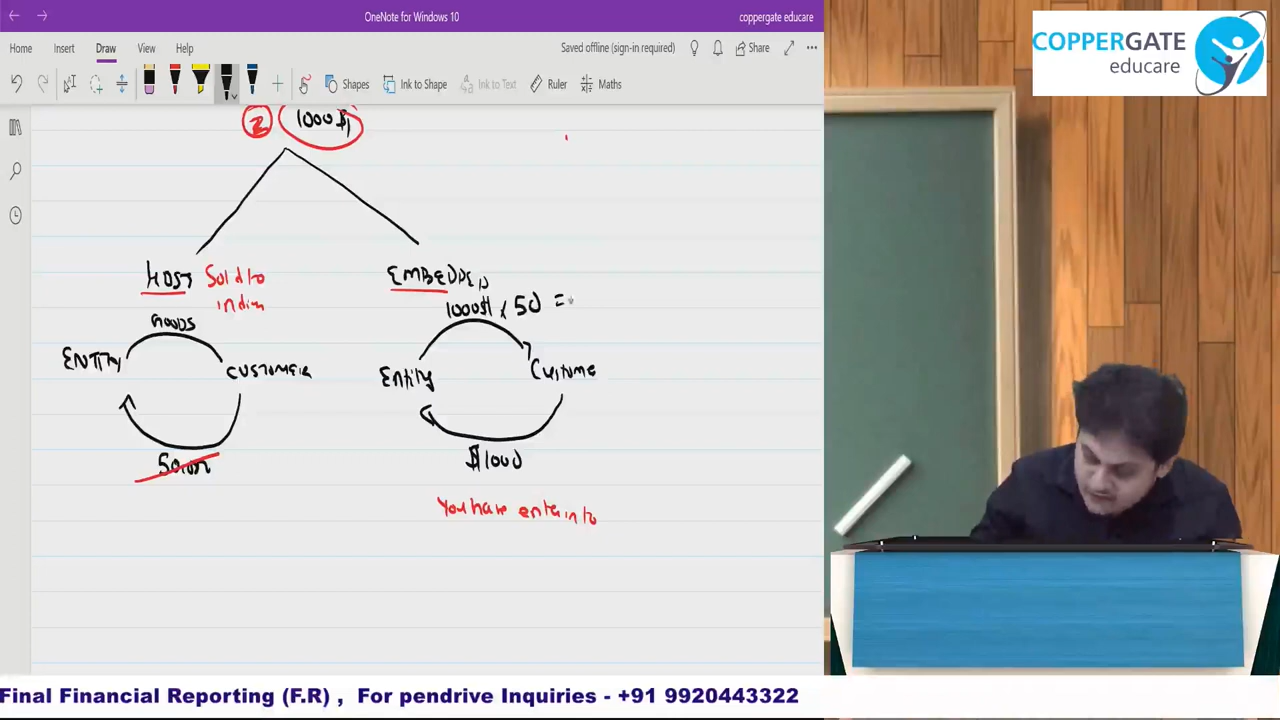 OneNote for Windows 10
coppergate educare
Home Insert Draw View Help
Saved offline (sign-in required)
Share
Shapes
Ink to Shape
Ink to Text
Ruler
Maths
COPPERGATE
educare
2 1000 $
HOST Sold to
Indian
EMBEDDED
1000$ x 50 =
GOODS
ENTITY
CUSTOMER
Entity
Custome
$1000
You have enter into
Final Financial Reporting (F.R) , For pendrive Inquiries - +91 9920443322